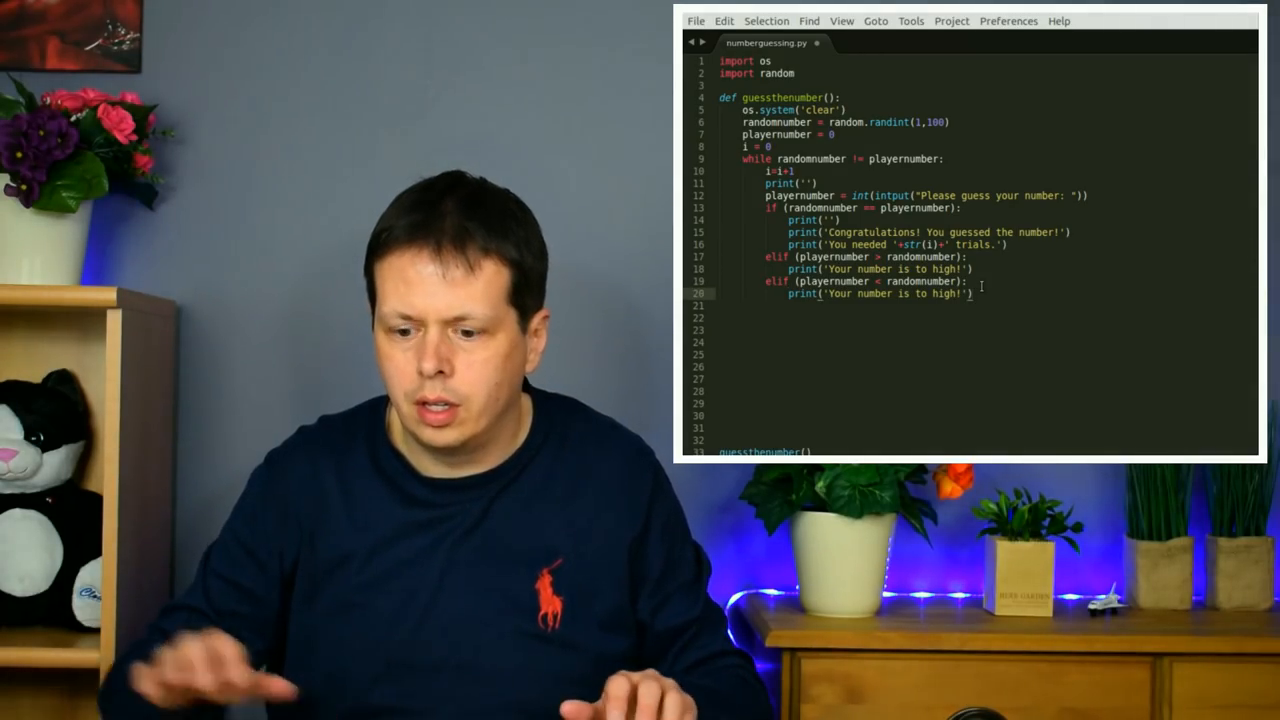 File Edit Selection Find View Goto Tools Project Preferences Help
numberguessing.py
1 import os
2 import random
3
4 def guessthenumber():
5 os.system('clear')
6 randomnumber = random.randint(1,100)
7 playernumber = 0
8 i = 0
9 while randomnumber != playernumber:
10 i=i+1
11 print('')
12 playernumber = int(intput("Please guess your number: "))
13 if (randomnumber == playernumber):
14 print('')
15 print('Congratulations! You guessed the number!')
16 print('You needed '+str(i)+' trials.')
17 elif (playernumber > randomnumber):
18 print('Your number is to high!')
19 elif (playernumber < randomnumber):
20 print('Your number is to high!')
21
22
23
24
25
26
27
28
29
30
31
32
33 guessthenumber()
HERB GARDEN